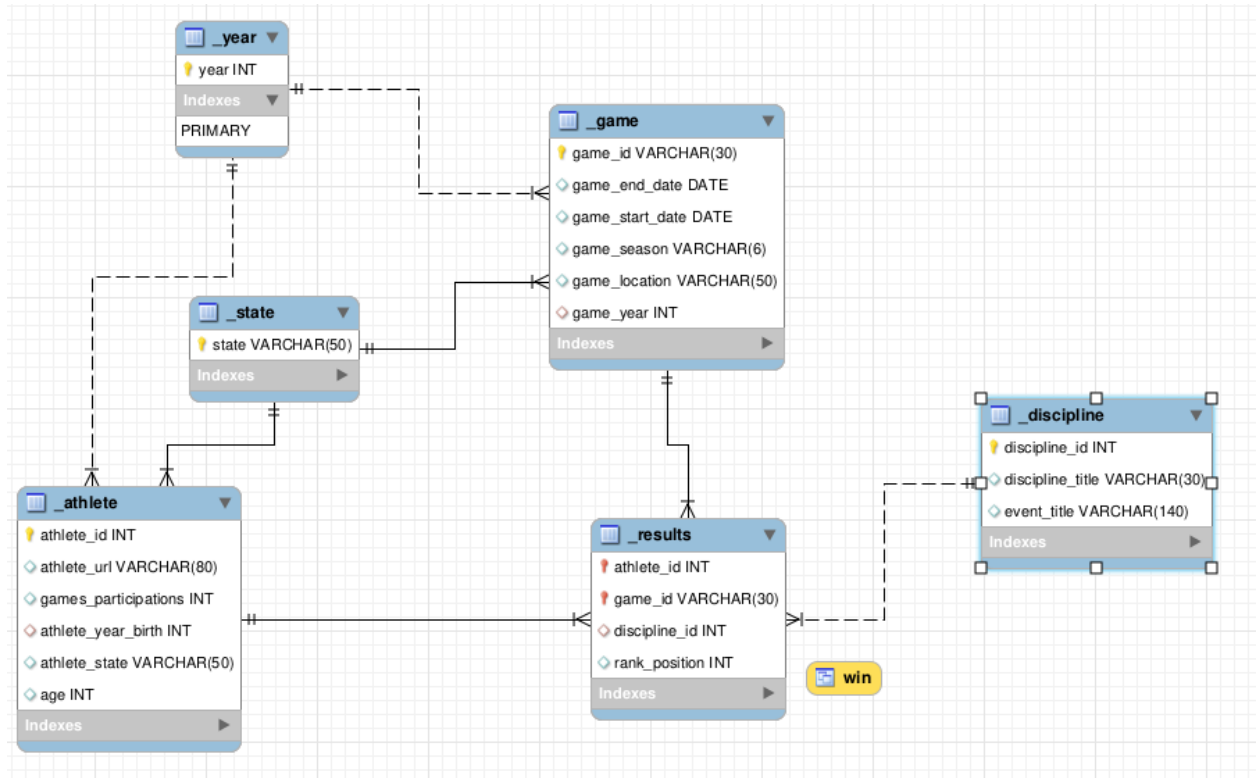 _year
year INT
Indexes
PRIMARY
_game
game_id VARCHAR(30)
game_end_date DATE
game_start_date DATE
game_season VARCHAR(6)
game_location VARCHAR(50)
game_year INT
Indexes
_state
state VARCHAR(50)
Indexes
_discipline
discipline_id INT
discipline_title VARCHAR(30)
event_title VARCHAR(140)
Indexes
_athlete
athlete_id INT
athlete_url VARCHAR(80)
games_participations INT
athlete_year_birth INT
athlete_state VARCHAR(50)
age INT
Indexes
_results
athlete_id INT
game_id VARCHAR(30)
discipline_id INT
rank_position INT
Indexes
win